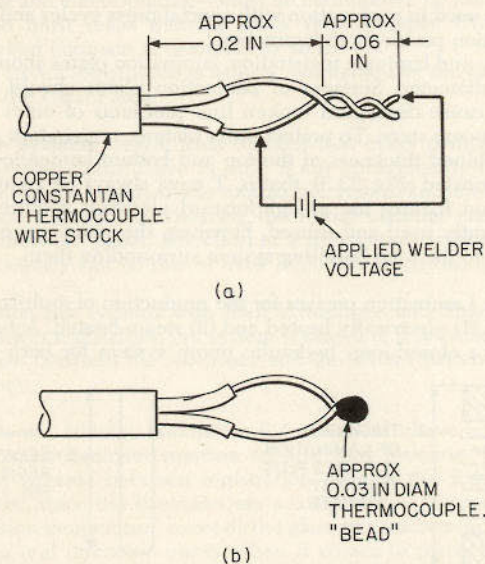 APPROX
0.2 IN
APPROX
0.06
IN
COPPER
CONSTANTAN
THERMOCOUPLE
WIRE STOCK
APPLIED WELDER
VOLTAGE
(a)
APPROX
0.03 IN DIAM
THERMOCOUPLE.
"BEAD"
(b)